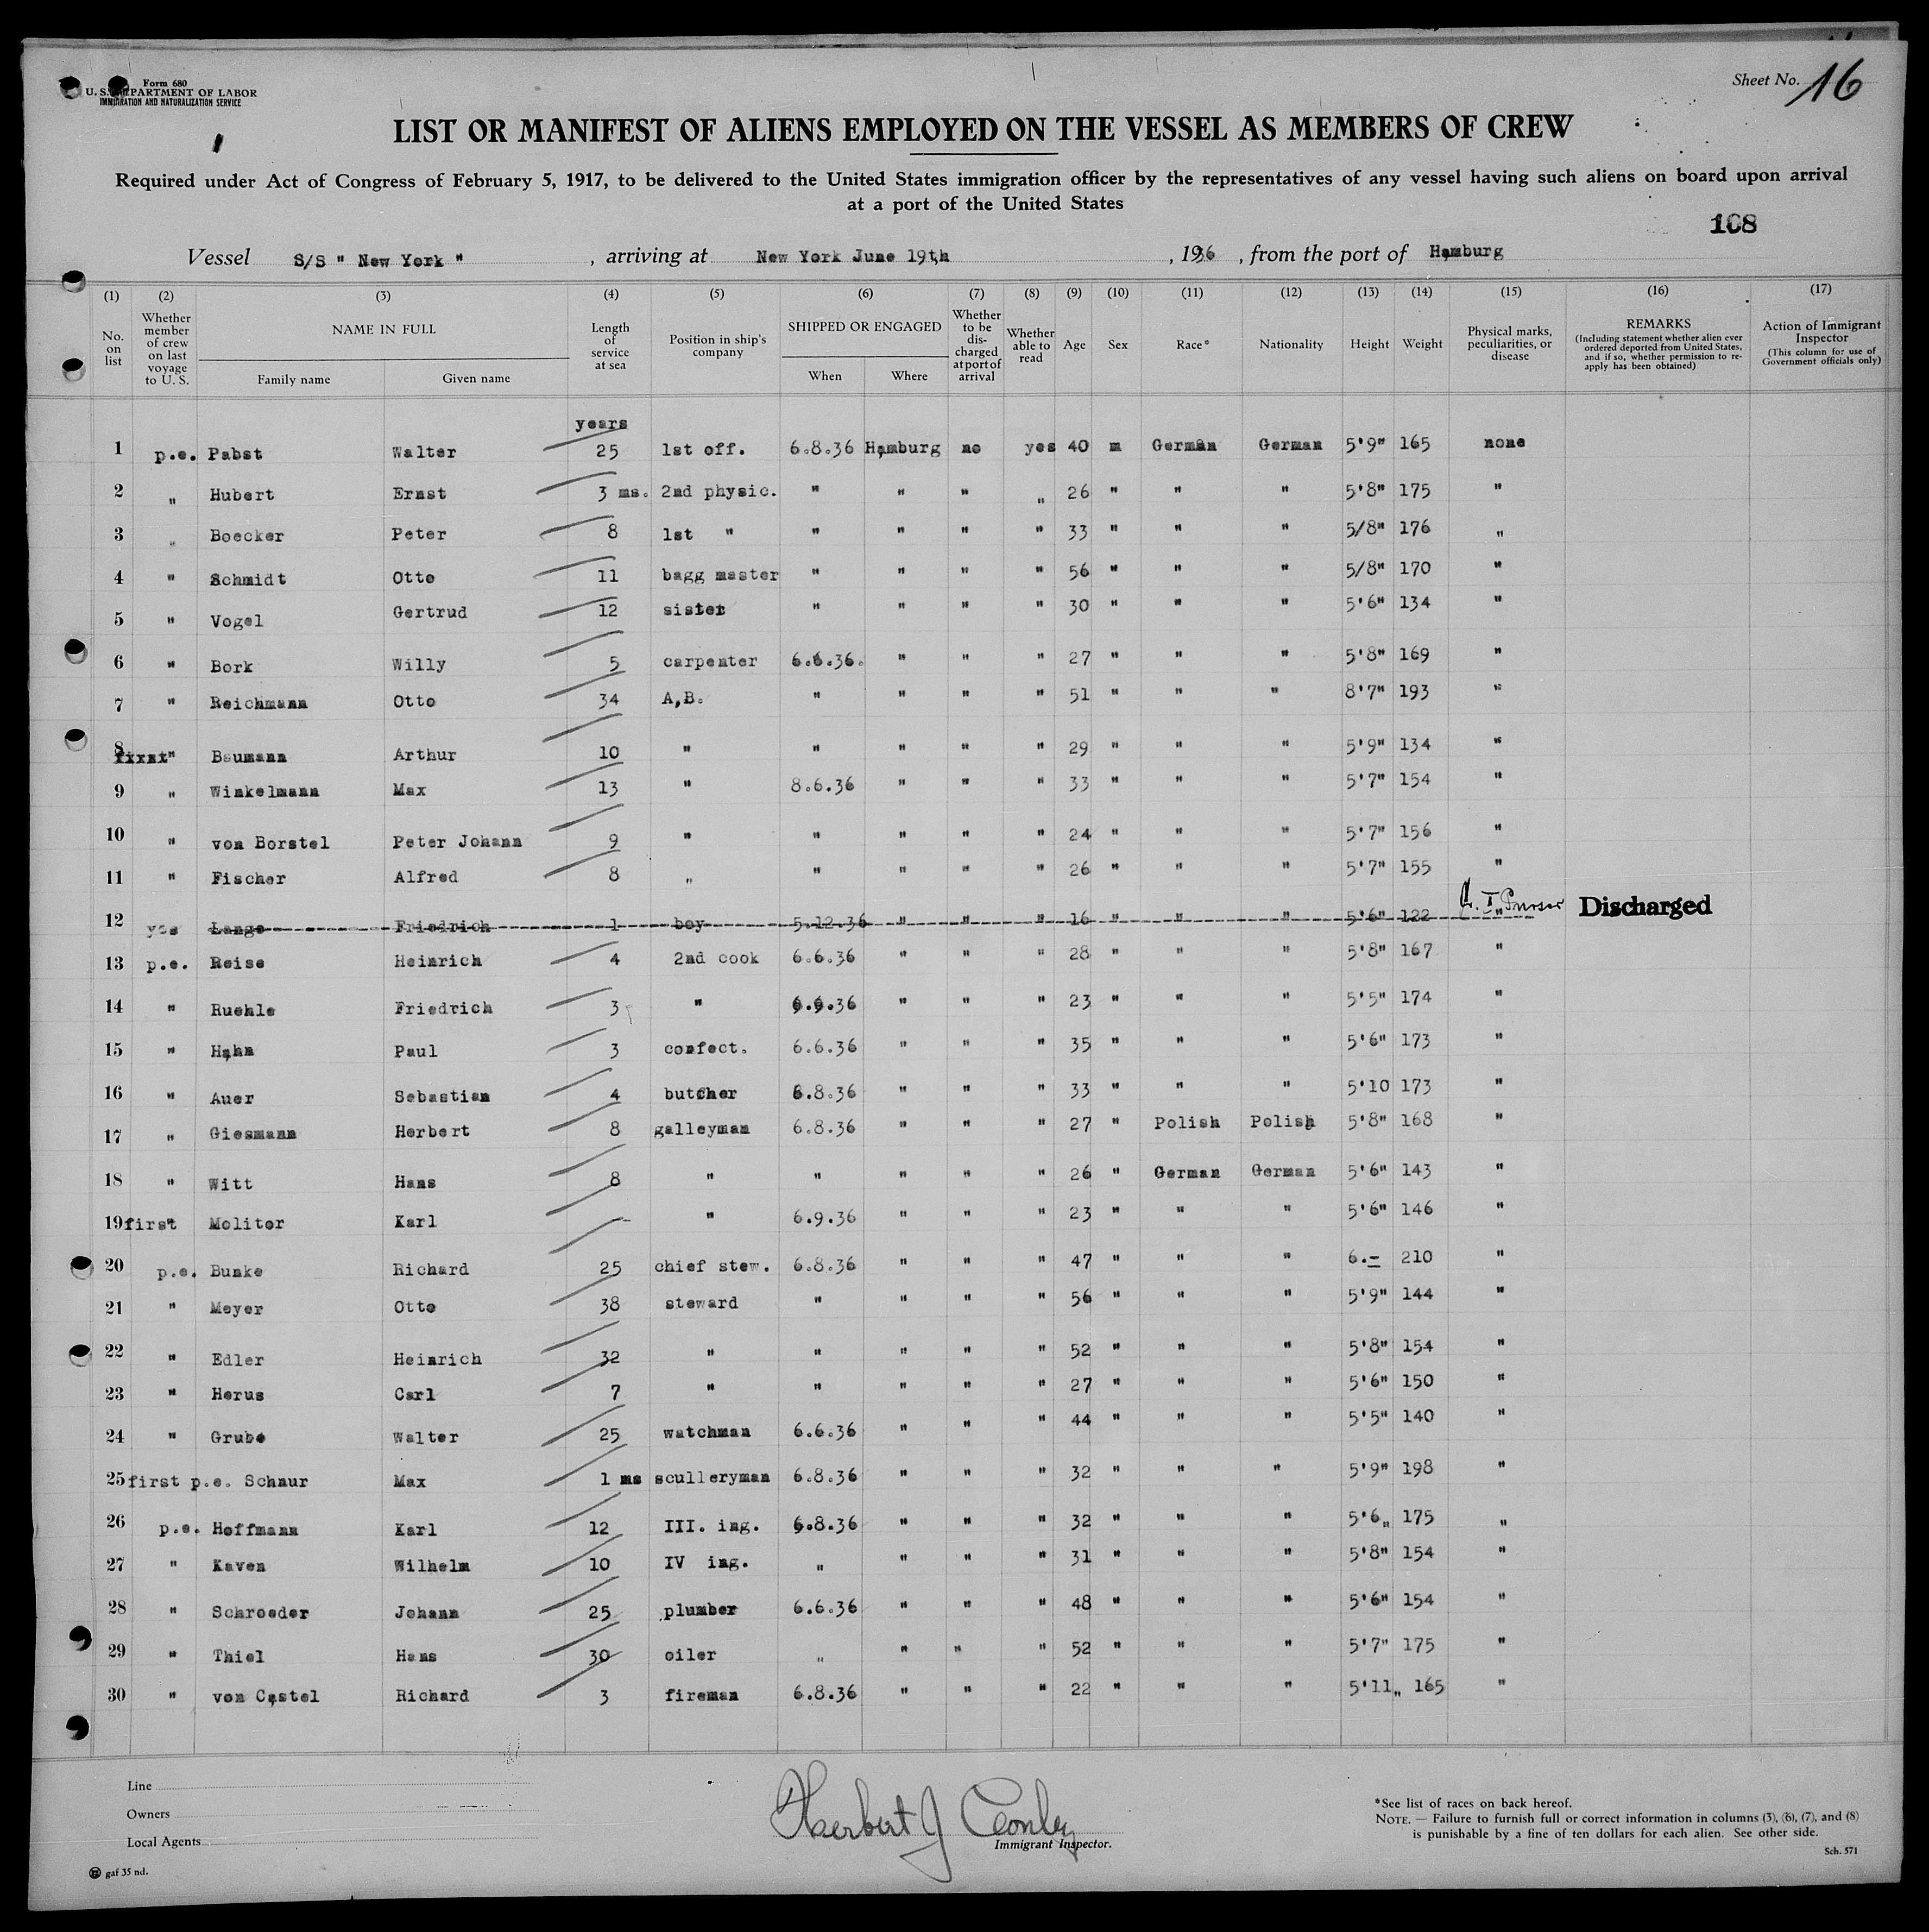 Form 680
U. S. DEPARTMENT OF LABOR
IMMIGRATION AND NATURALIZATION SERVICE
Sheet No. 16
LIST OR MANIFEST OF ALIENS EMPLOYED ON THE VESSEL AS MEMBERS OF CREW
Required under Act of Congress of February 5, 1917, to be delivered to the United States immigration officer by the representatives of any vessel having such aliens on board upon arrival
at a port of the United States
108
Vessel S/S " New York " , arriving at New York June 19th , 1936 , from the port of Hamburg
(1) (2) (3) (4) (5) (6) (7) (8) (9) (10) (11) (12) (13) (14) (15) (16) (17)
No. on list
Whether member of crew on last voyage to U. S.
NAME IN FULL
Family name Given name
Length of service at sea
Position in ship's company
SHIPPED OR ENGAGED
When Where
Whether to be discharged at port of arrival
Whether able to read
Age
Sex
Race*
Nationality
Height
Weight
Physical marks, peculiarities, or disease
REMARKS
(Including statement whether alien ever ordered deported from United States, and if so, whether permission to reapply has been obtained)
Action of Immigrant Inspector
(This column for use of Government officials only)
years
1 p.e. Pabst Walter 25 1st off. 6.8.36 Hamburg no yes 40 m German German 5'9" 165 none
2 " Hubert Ernst 3 ms. 2nd physic. " " " " 26 " " " 5'8" 175 "
3 " Boecker Peter 8 1st " " " " " 33 " " " 5/8" 176 "
4 " Schmidt Otto 11 bagg master " " " " 56 " " " 5/8" 170 "
5 " Vogel Gertrud 12 sister " " " " 30 " " " 5'6" 134 "
6 " Bork Willy 5 carpenter 6.6.36. " " " 27 " " " 5'8" 169 "
7 " Reichmann Otto 34 A,B. " " " " 51 " " " 8'7" 193 "
8 " Baumann Arthur 10 " " " " " 29 " " " 5'9" 134 "
9 " Winkelmann Max 13 " 8.6.36 " " " 33 " " " 5'7" 154 "
10 " von Borstel Peter Johann 9 " " " " " 24 " " " 5'7" 156 "
11 " Fischer Alfred 8 " " " " " 26 " " " 5'7" 155 "
12 yes Lange Friedrich 1 boy 5.12.36 " " " 16 " " " 5'6" 122 " Purser Discharged
13 p.e. Reise Heinrich 4 2nd cook 6.6.36 " " " 28 " " " 5'8" 167 "
14 " Ruehle Friedrich 3 " 6.6.36 " " " 23 " " " 5'5" 174 "
15 " Hahn Paul 3 confect. 6.6.36 " " " 35 " " " 5'6" 173 "
16 " Auer Sebastian 4 butcher 6.8.36 " " " 33 " " " 5'10 173 "
17 " Giesmann Herbert 8 galleyman 6.8.36 " " " 27 " Polish Polish 5'8" 168 "
18 " Witt Hans 8 " " " " " 26 " German German 5'6" 143 "
19 first " Molitor Karl - " 6.9.36 " " " 23 " " " 5'6" 146 "
20 p.e. Bunke Richard 25 chief stew. 6.8.36 " " " 47 " " " 6.- 210 "
21 " Meyer Otto 38 steward " " " " 56 " " " 5'9" 144 "
22 " Edler Heinrich 32 " " " " " 52 " " " 5'8" 154 "
23 " Herus Carl 7 " " " " " 27 " " " 5'6" 150 "
24 " Grube Walter 25 watchman 6.6.36 " " " 44 " " " 5'5" 140 "
25 first p.e. Schnur Max 1 ms sculleryman 6.8.36 " " " 32 " " " 5'9" 198 "
26 p.e. Hoffmann Karl 12 III. ing. 6.8.36 " " " 32 " " " 5'6" 175 "
27 " Kaven Wilhelm 10 IV ing. " " " " 31 " " " 5'8" 154 "
28 " Schroeder Johann 25 plumber 6.6.36 " " " 48 " " " 5'6" 154 "
29 " Thiel Hans 30 oiler " " " " 52 " " " 5'7" 175 "
30 " von Castel Richard 3 fireman 6.8.36 " " " 22 " " " 5'11" 165 "
Line
Owners
Local Agents
gaf 35 nd.
Herbert J Conley
Immigrant Inspector.
*See list of races on back hereof.
NOTE. — Failure to furnish full or correct information in columns (3), (6), (7), and (8)
is punishable by a fine of ten dollars for each alien. See other side.
Sch. 571